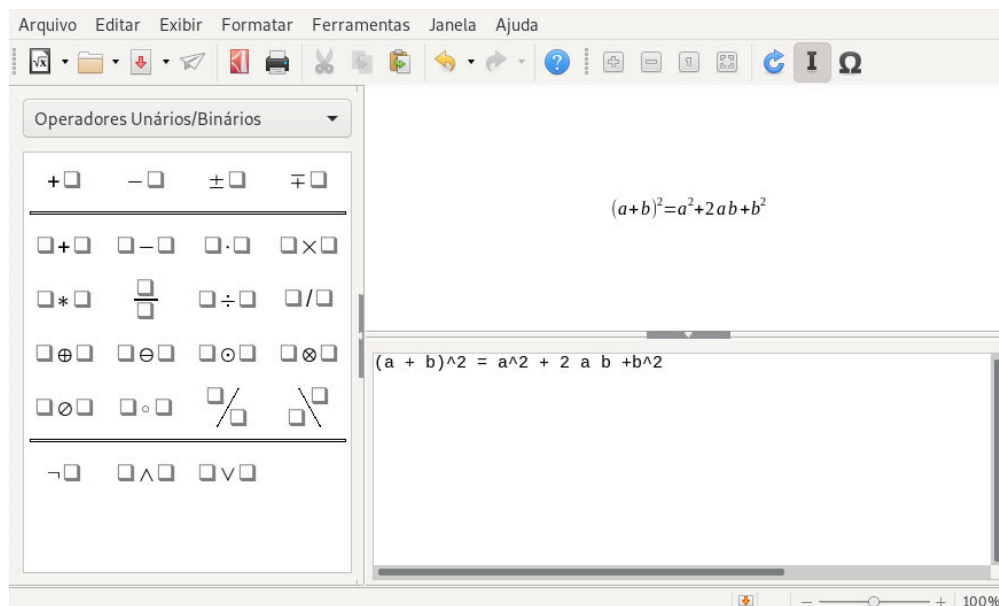 Arquivo Editar Exibir Formatar Ferramentas Janela Ajuda
Operadores Unários/Binários
+□ −□ ±□ ∓□
□+□ □−□ □·□ □×□
□∗□ □/□ □÷□ □/□
□⊕□ □⊖□ □⊙□ □⊗□
□⊘□ □∘□ □/□ □\□
¬□ □∧□ □∨□
(a+b)²=a²+2ab+b²
(a + b)^2 = a^2 + 2 a b +b^2
100%